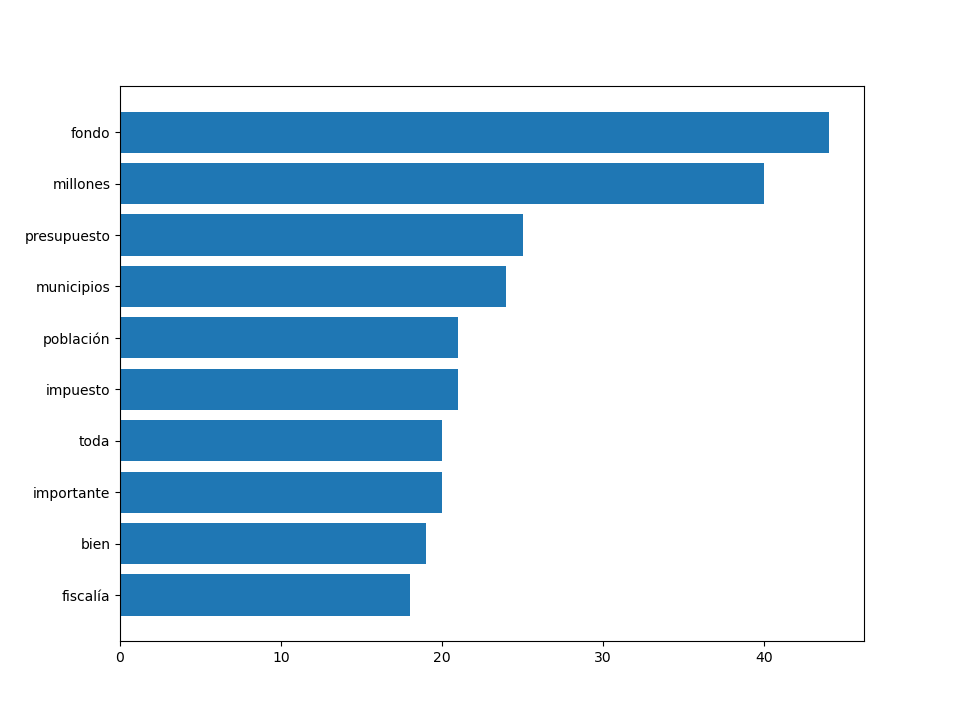 fondo
millones
presupuesto
municipios
población
impuesto
toda
importante
bien
fiscalía
0 10 20 30 40